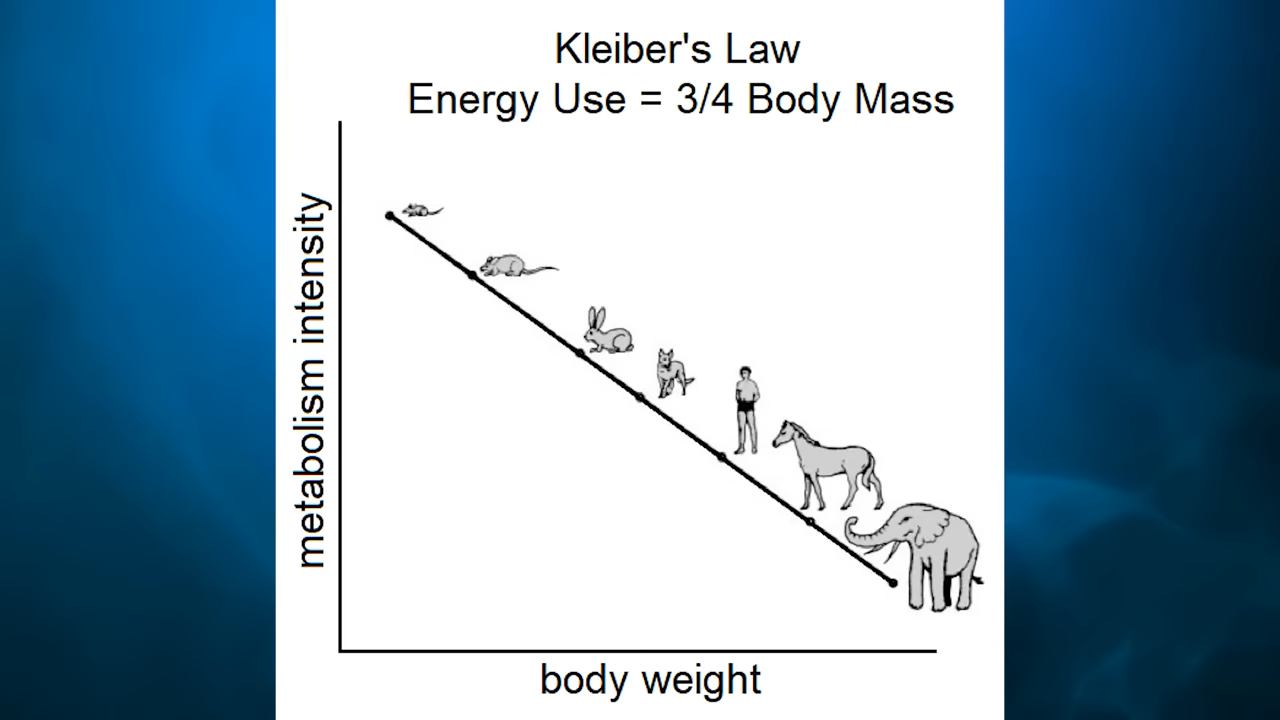 Kleiber's Law
Energy Use = 3/4 Body Mass
metabolism intensity
body weight